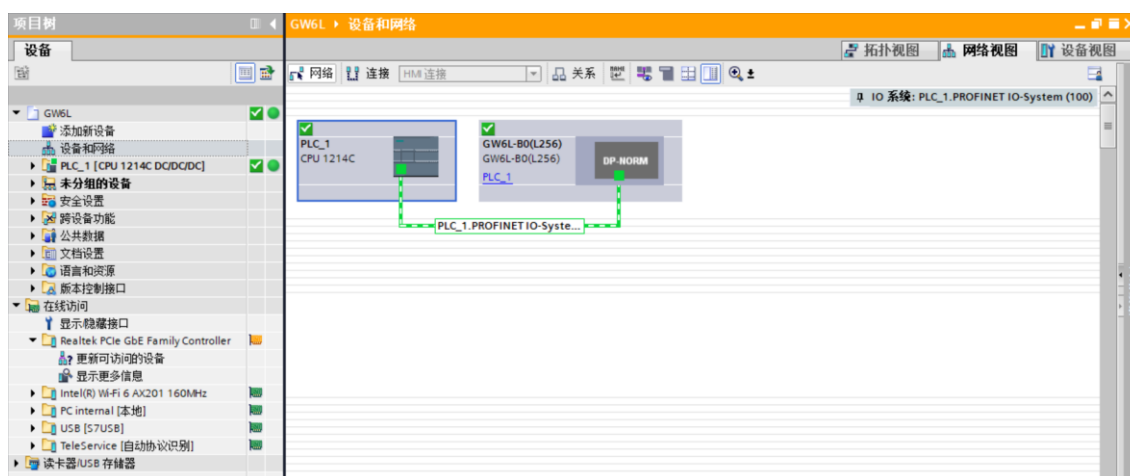 项目树
GW6L ▸ 设备和网络
设备
拓扑视图
网络视图
设备视图
网络
连接
HMI 连接
关系
IO 系统: PLC_1.PROFINET IO-System (100)
GW6L
添加新设备
设备和网络
PLC_1 [CPU 1214C DC/DC/DC]
未分组的设备
安全设置
跨设备功能
公共数据
文档设置
语言和资源
版本控制接口
在线访问
显示/隐藏接口
Realtek PCIe GbE Family Controller
更新可访问的设备
显示更多信息
Intel(R) Wi-Fi 6 AX201 160MHz
PC internal [本地]
USB [S7USB]
TeleService [自动协议识别]
读卡器/USB 存储器
PLC_1
CPU 1214C
GW6L-B0(L256)
GW6L-B0(L256)
DP-NORM
PLC_1
PLC_1.PROFINET IO-Syste...